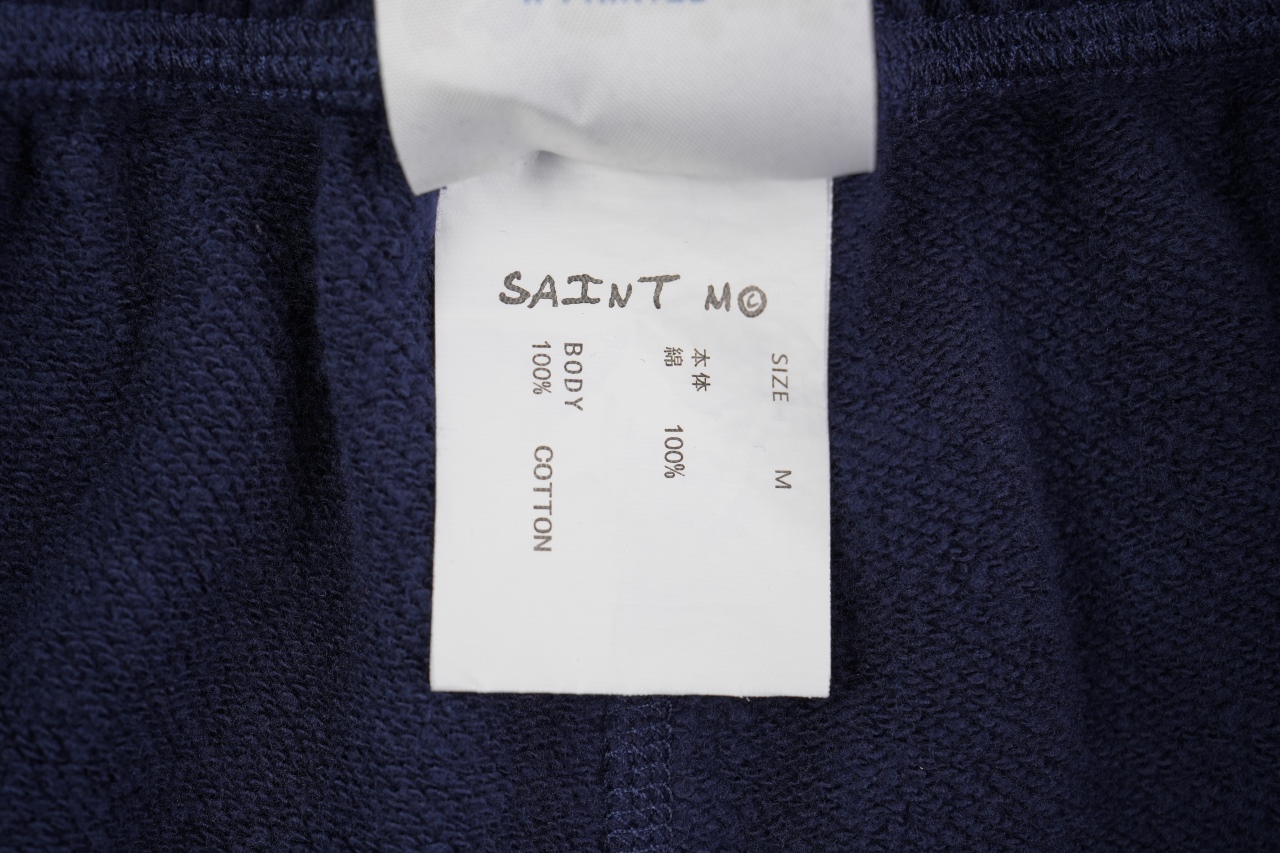 SAINT M©
SIZE M
本体
綿 100%
BODY
100% COTTON